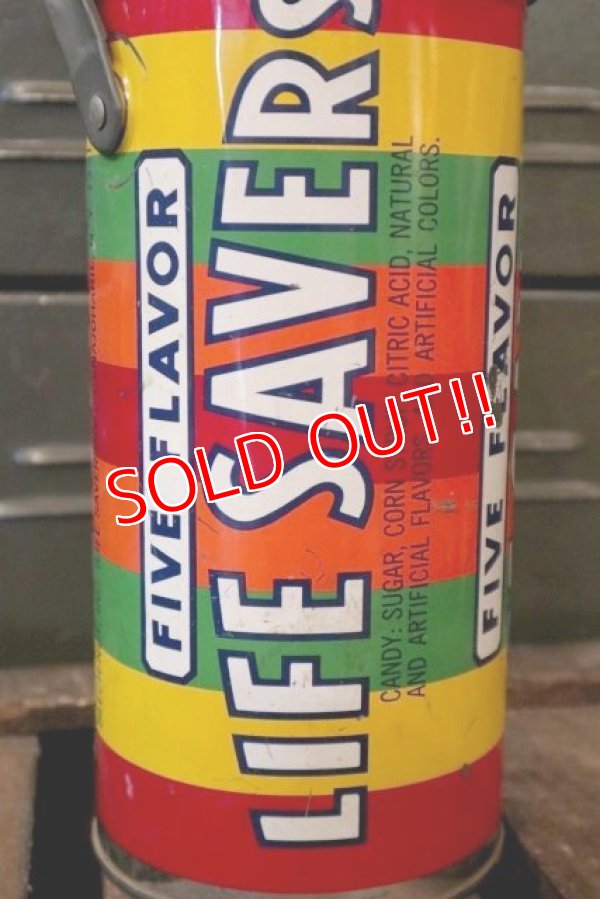 FIVE FLAVOR
LIFE SAVERS
CANDY: SUGAR, CORN CITRIC ACID, NATURAL
AND ARTIFICIAL FLAVORS AND ARTIFICIAL COLORS.
FIVE FLAVOR
SOLD OUT!!